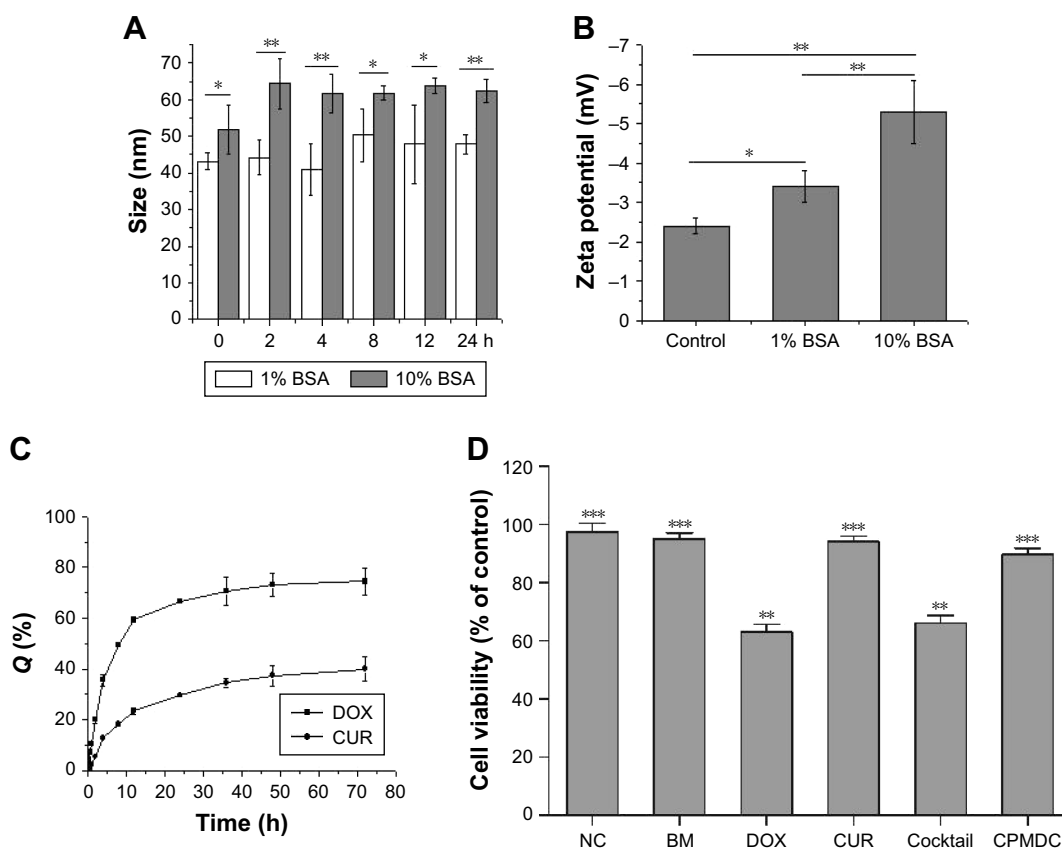 A
Size (nm)
70
60
50
40
30
20
10
0
*
**
**
*
*
**
0 2 4 8 12 24 h
1% BSA 10% BSA
B
Zeta potential (mV)
–7
–6
–5
–4
–3
–2
–1
0
**
**
*
Control 1% BSA 10% BSA
C
Q (%)
100
80
60
40
20
0
DOX
CUR
0 10 20 30 40 50 60 70 80
Time (h)
D
Cell viability (% of control)
120
100
80
60
40
20
0
***
***
**
***
**
***
NC BM DOX CUR Cocktail CPMDC